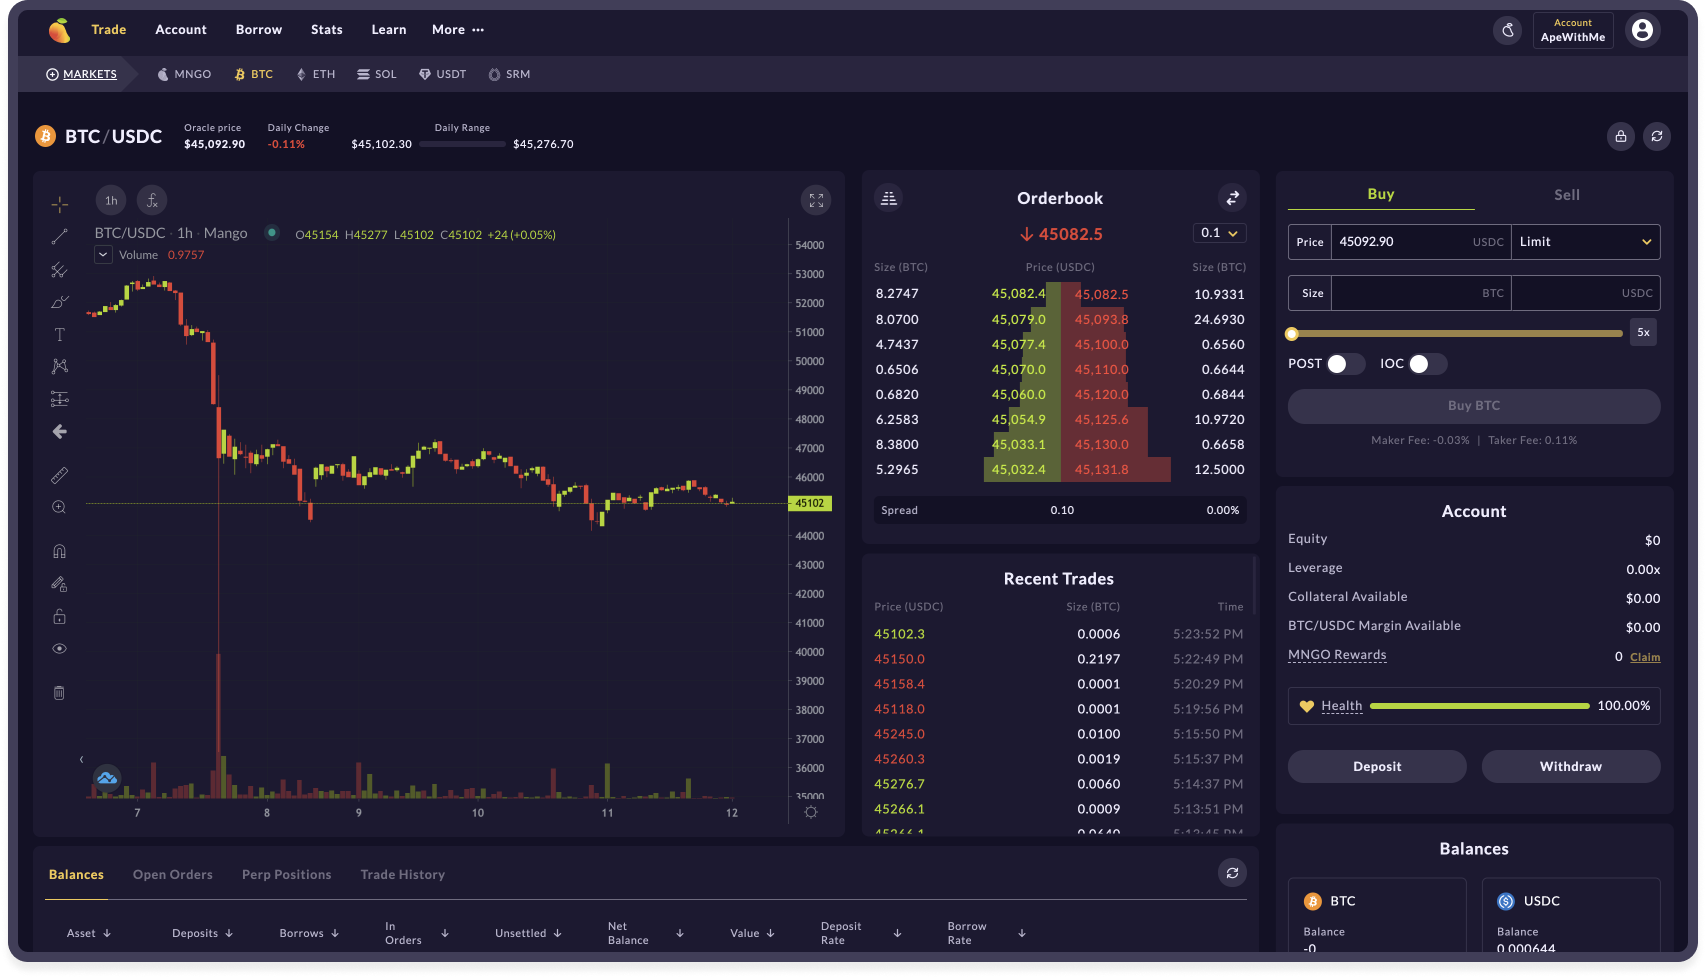 Trade Account Borrow Stats Learn More ···
Account
ApeWithMe
MARKETS MNGO BTC ETH SOL USDT SRM
BTC/USDC
Oracle price Daily Change Daily Range
$45,092.90 -0.11% $45,102.30 $45,276.70
1h
BTC/USDC · 1h · Mango O45154 H45277 L45102 C45102 +24 (+0.05%)
Volume 0.9757
54000
53000
52000
51000
50000
49000
48000
47000
46000
45102
44000
43000
42000
41000
40000
39000
38000
37000
36000
35000
7 8 9 10 11 12
Orderbook
45082.5 0.1
Size (BTC) Price (USDC) Size (BTC)
8.2747 45,082.4 45,082.5 10.9331
8.0700 45,079.0 45,093.8 24.6930
4.7437 45,077.4 45,100.0 0.6560
0.6506 45,070.0 45,110.0 0.6644
0.6820 45,060.0 45,120.0 0.6844
6.2583 45,054.9 45,125.6 10.9720
8.3800 45,033.1 45,130.0 0.6658
5.2965 45,032.4 45,131.8 12.5000
Spread 0.10 0.00%
Recent Trades
Price (USDC) Size (BTC) Time
45102.3 0.0006 5:23:52 PM
45150.0 0.2197 5:22:49 PM
45158.4 0.0001 5:20:29 PM
45118.0 0.0001 5:19:56 PM
45245.0 0.0100 5:15:50 PM
45260.3 0.0019 5:15:37 PM
45276.7 0.0060 5:14:37 PM
45266.1 0.0009 5:13:51 PM
45266.1 0.0640 5:13:45 PM
Buy Sell
Price 45092.90 USDC Limit
Size BTC USDC
5x
POST IOC
Buy BTC
Maker Fee: -0.03% | Taker Fee: 0.11%
Account
Equity $0
Leverage 0.00x
Collateral Available $0.00
BTC/USDC Margin Available $0.00
MNGO Rewards 0 Claim
Health 100.00%
Deposit Withdraw
Balances
BTC USDC
Balance Balance
-0 0.000644
Balances Open Orders Perp Positions Trade History
Asset Deposits Borrows In Orders Unsettled Net Balance Value Deposit Rate Borrow Rate